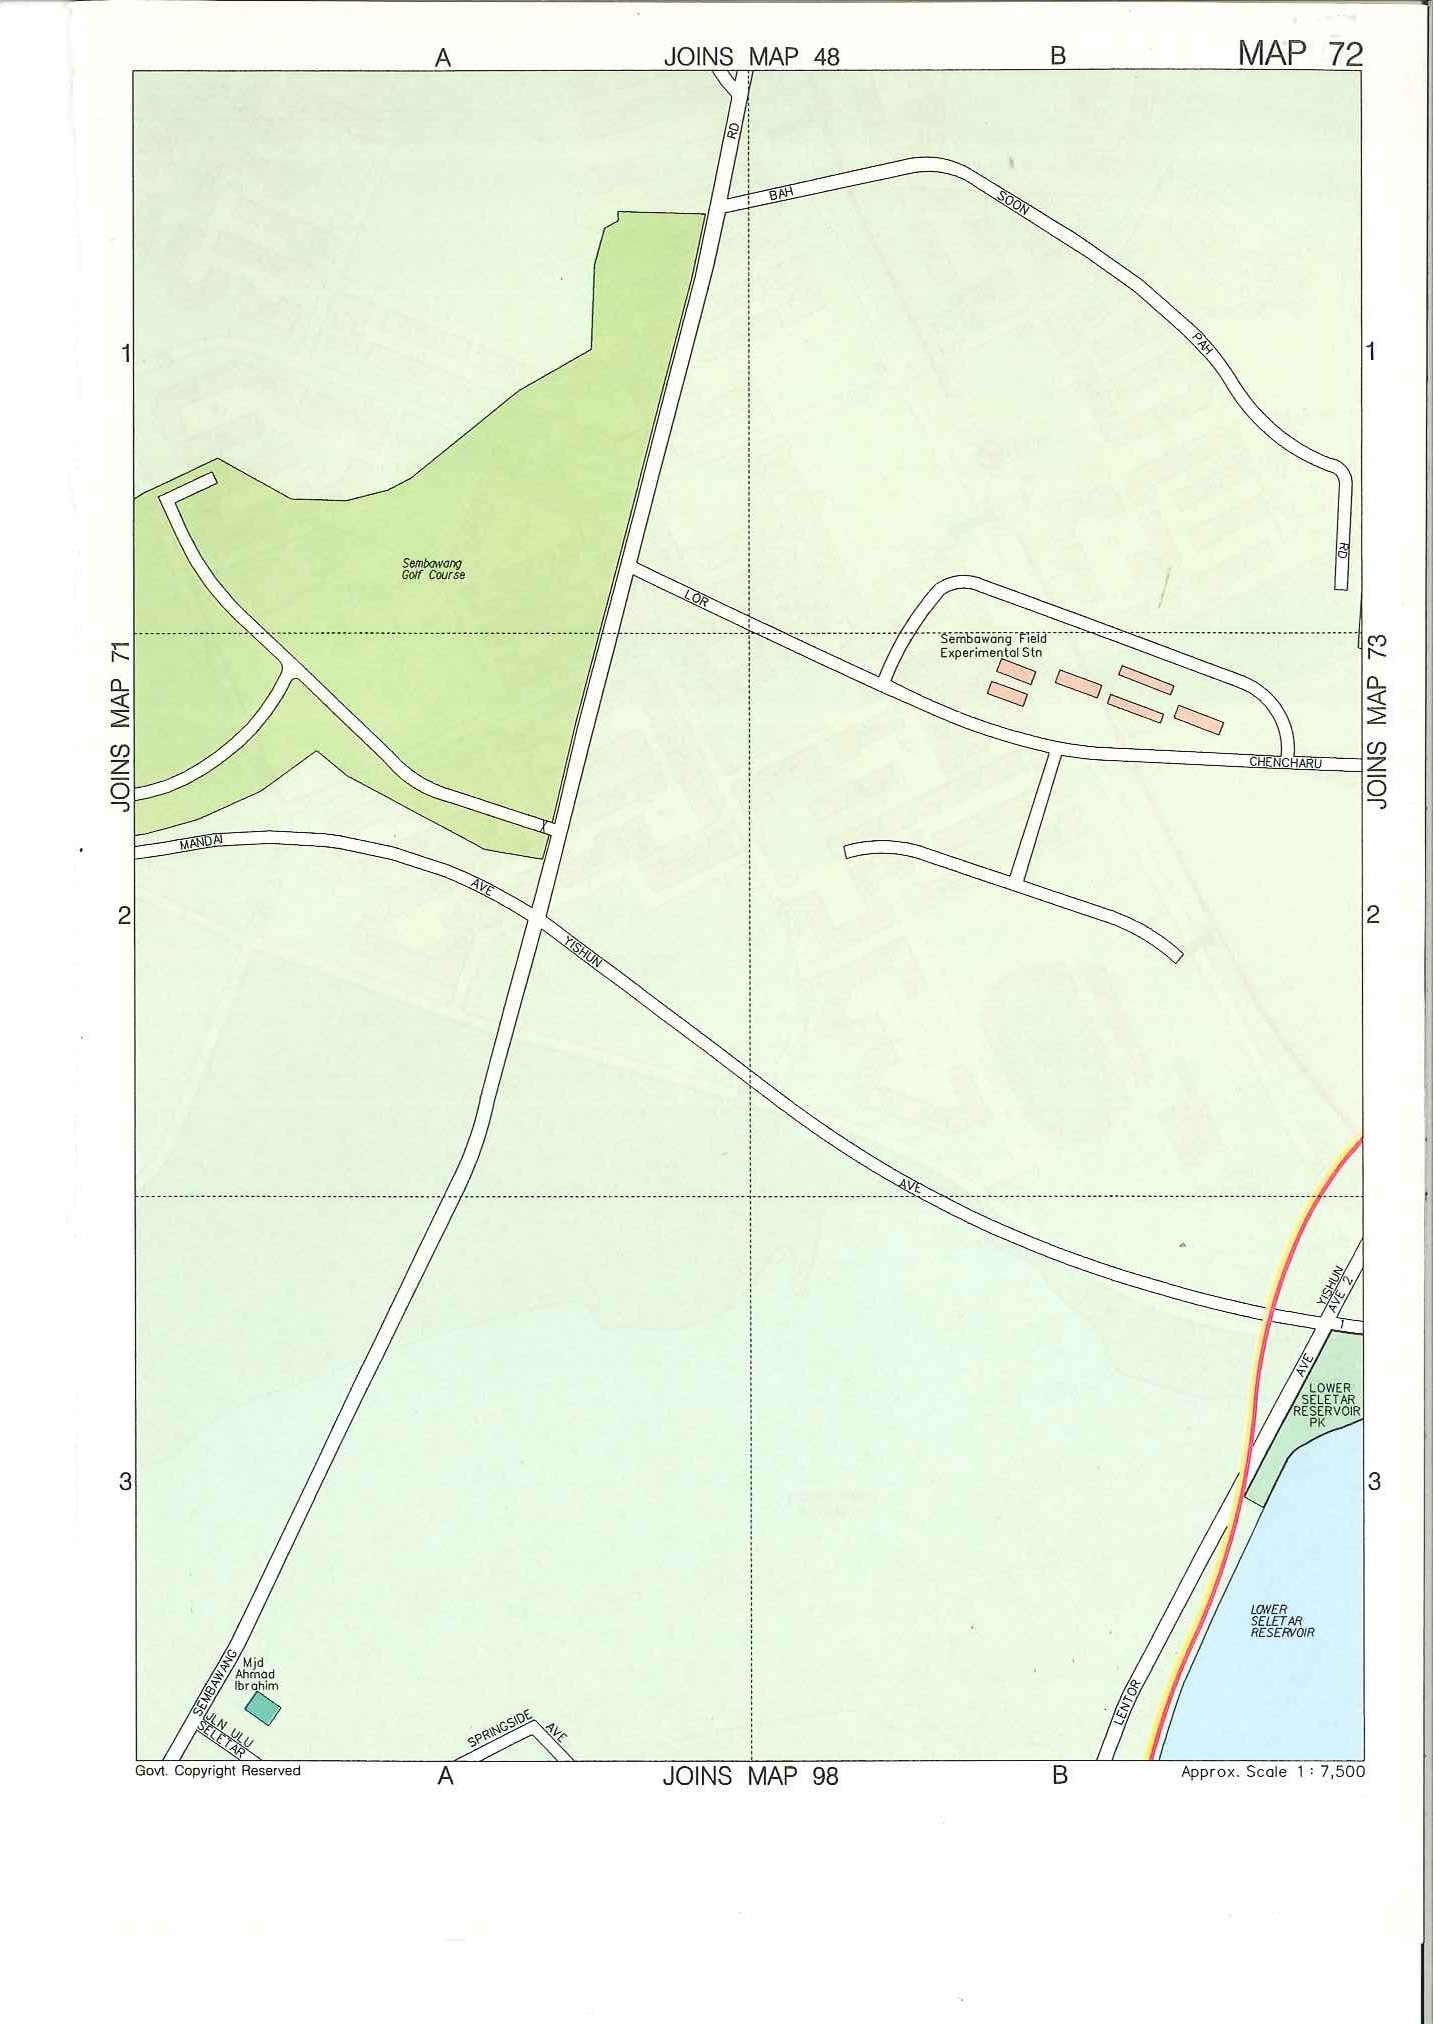 A
JOINS MAP 48
B
MAP 72
RD
BAH
SOON
PAH
RD
1
1
Sembawang
Golf Course
LOR
Sembawang Field
Experimental Stn
CHENCHARU
JOINS MAP 71
JOINS MAP 73
MANDAI
AVE
2
2
YISHUN
AVE
YISHUN
AVE 2
1
AVE
LOWER
SELETAR
RESERVOIR
PK
3
3
LOWER
SELETAR
RESERVOIR
SEMBAWANG
Mjd
Ahmad
Ibrahim
JLN ULU
SELETAR
SPRINGSIDE
AVE
LENTOR
Govt. Copyright Reserved
A
JOINS MAP 98
B
Approx. Scale 1 : 7,500